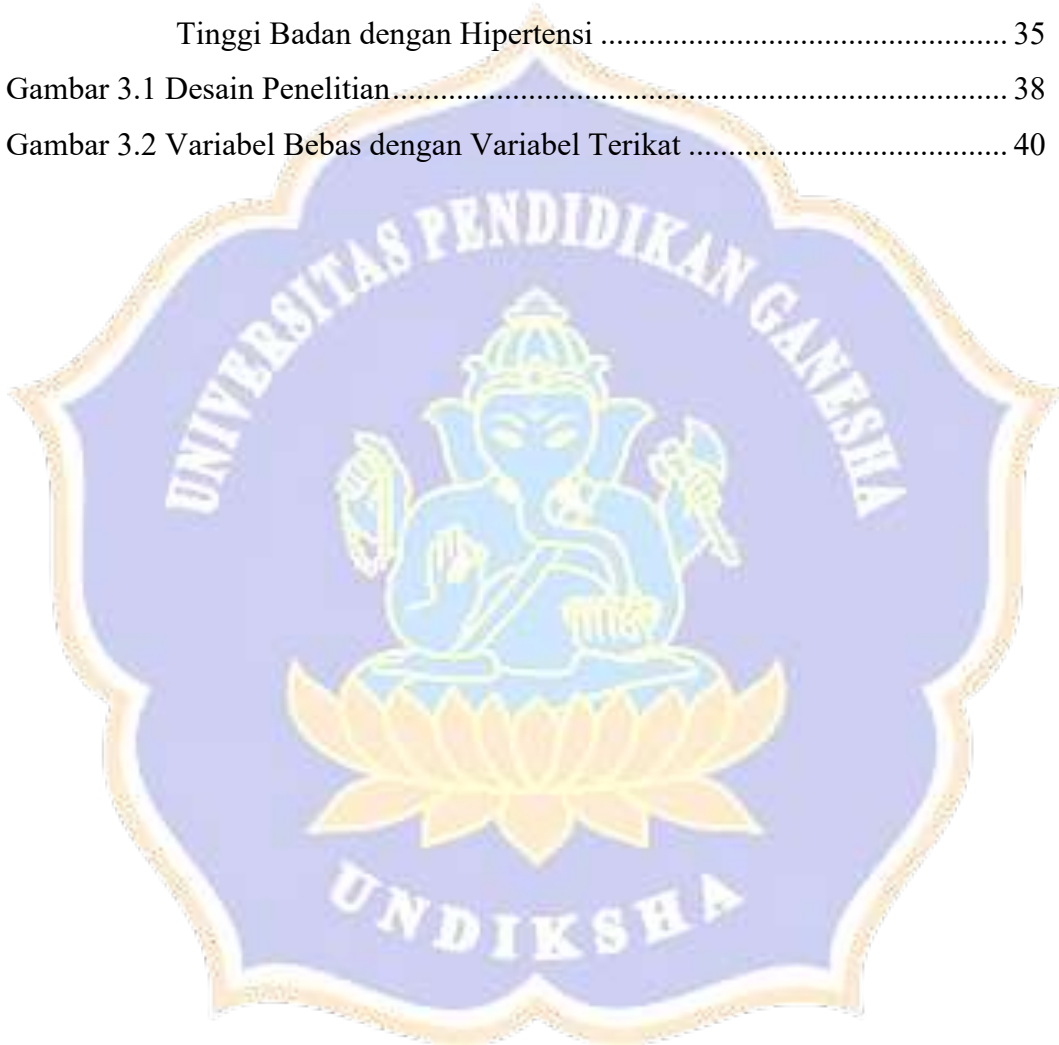 Tinggi Badan dengan Hipertensi ................................................. 35
Gambar 3.1 Desain Penelitian.......................................................................... 38
Gambar 3.2 Variabel Bebas dengan Variabel Terikat ...................................... 40
UNIVERSITAS PENDIDIKAN GANESHA
UNDIKSHA